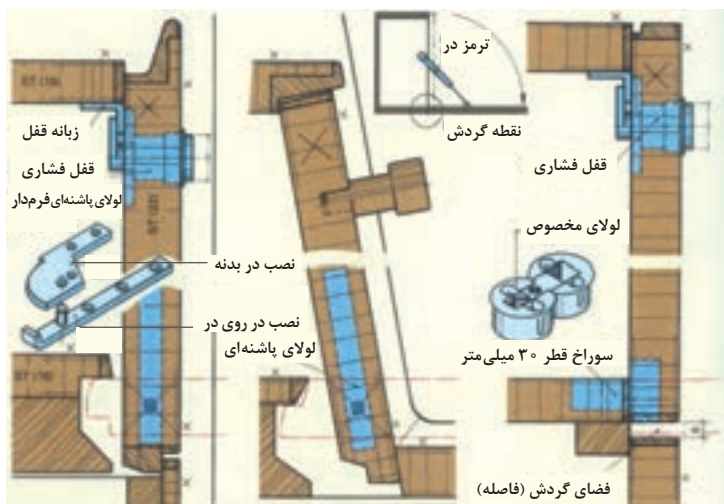 ترمز در
نقطه گردش
زبانه قفل
قفل فشاری
لولای پاشنه‌ای فرم‌دار
نصب در بدنه
نصب در روی در
لولای پاشنه‌ای
قفل فشاری
لولای مخصوص
سوراخ قطر ۳۰ میلی‌متر
فضای گردش (فاصله)